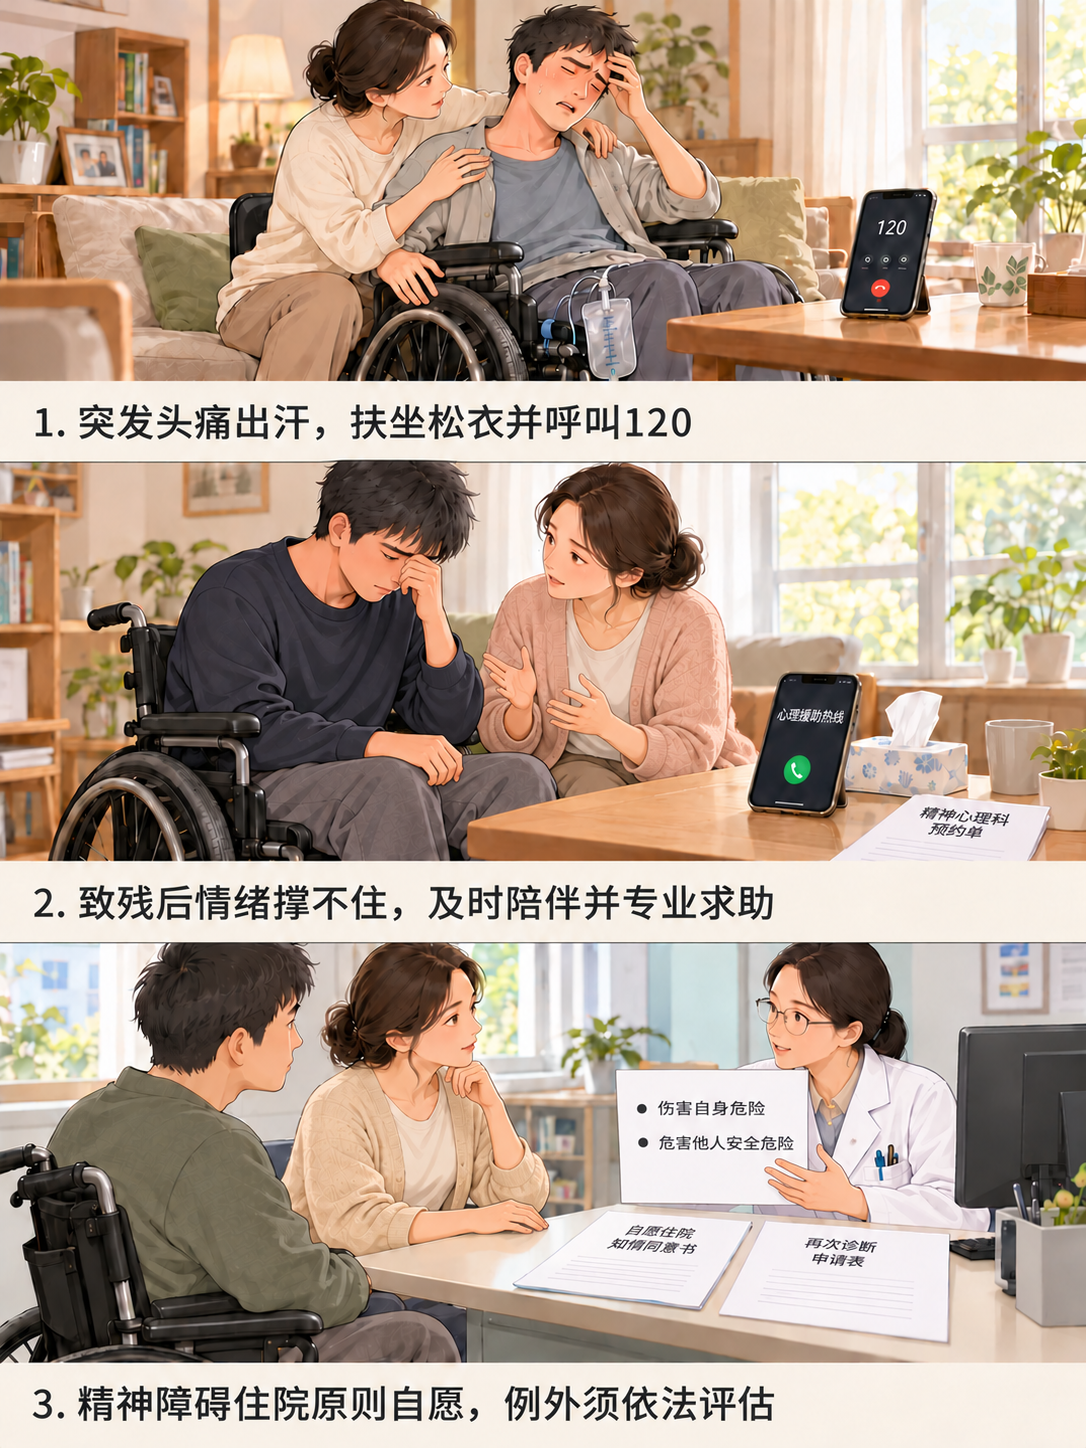 120
1. 突发头痛出汗，扶坐松衣并呼叫120
心理援助热线
精神心理科
预约单
2. 致残后情绪撑不住，及时陪伴并专业求助
● 伤害自身危险
● 危害他人安全危险
自愿住院
知情同意书
再次诊断
申请表
3. 精神障碍住院原则自愿，例外须依法评估